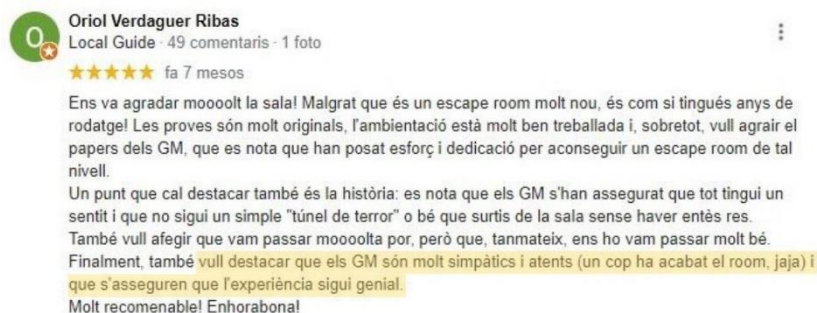 Oriol Verdaguer Ribas
Local Guide · 49 comentaris · 1 foto
fa 7 mesos
Ens va agradar moooolt la sala! Malgrat que és un escape room molt nou, és com si tingués anys de
rodatge! Les proves són molt originals, l'ambientació està molt ben treballada i, sobretot, vull agrair el
papers dels GM, que es nota que han posat esforç i dedicació per aconseguir un escape room de tal
nivell.
Un punt que cal destacar també és la història: es nota que els GM s'han assegurat que tot tingui un
sentit i que no sigui un simple "túnel de terror" o bé que surtis de la sala sense haver entès res.
També vull afegir que vam passar moooolta por, però que, tanmateix, ens ho vam passar molt bé.
Finalment, també vull destacar que els GM són molt simpàtics i atents (un cop ha acabat el room, jaja) i
que s'asseguren que l'experiència sigui genial.
Molt recomenable! Enhorabona!